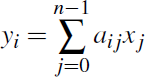 y_i = \sum_{j=0}^{n-1} a_{ij} x_j